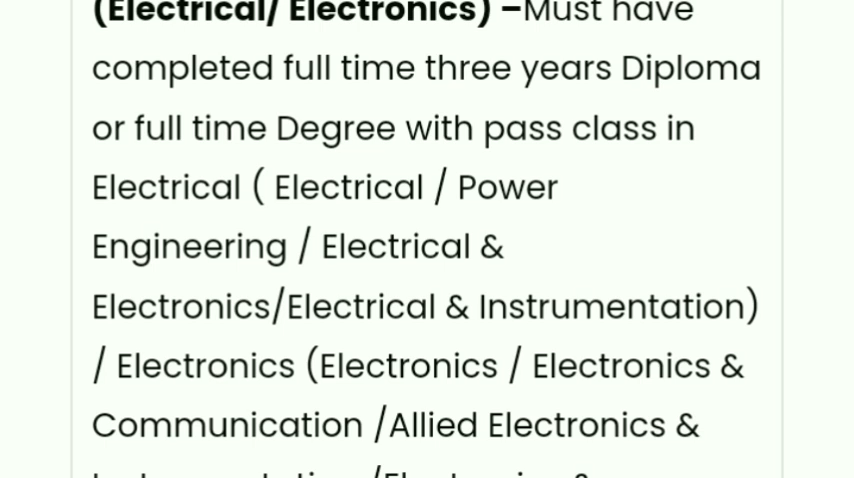 (Electrical/ Electronics) –Must have
completed full time three years Diploma
or full time Degree with pass class in
Electrical ( Electrical / Power
Engineering / Electrical &
Electronics/Electrical & Instrumentation)
/ Electronics (Electronics / Electronics &
Communication /Allied Electronics &